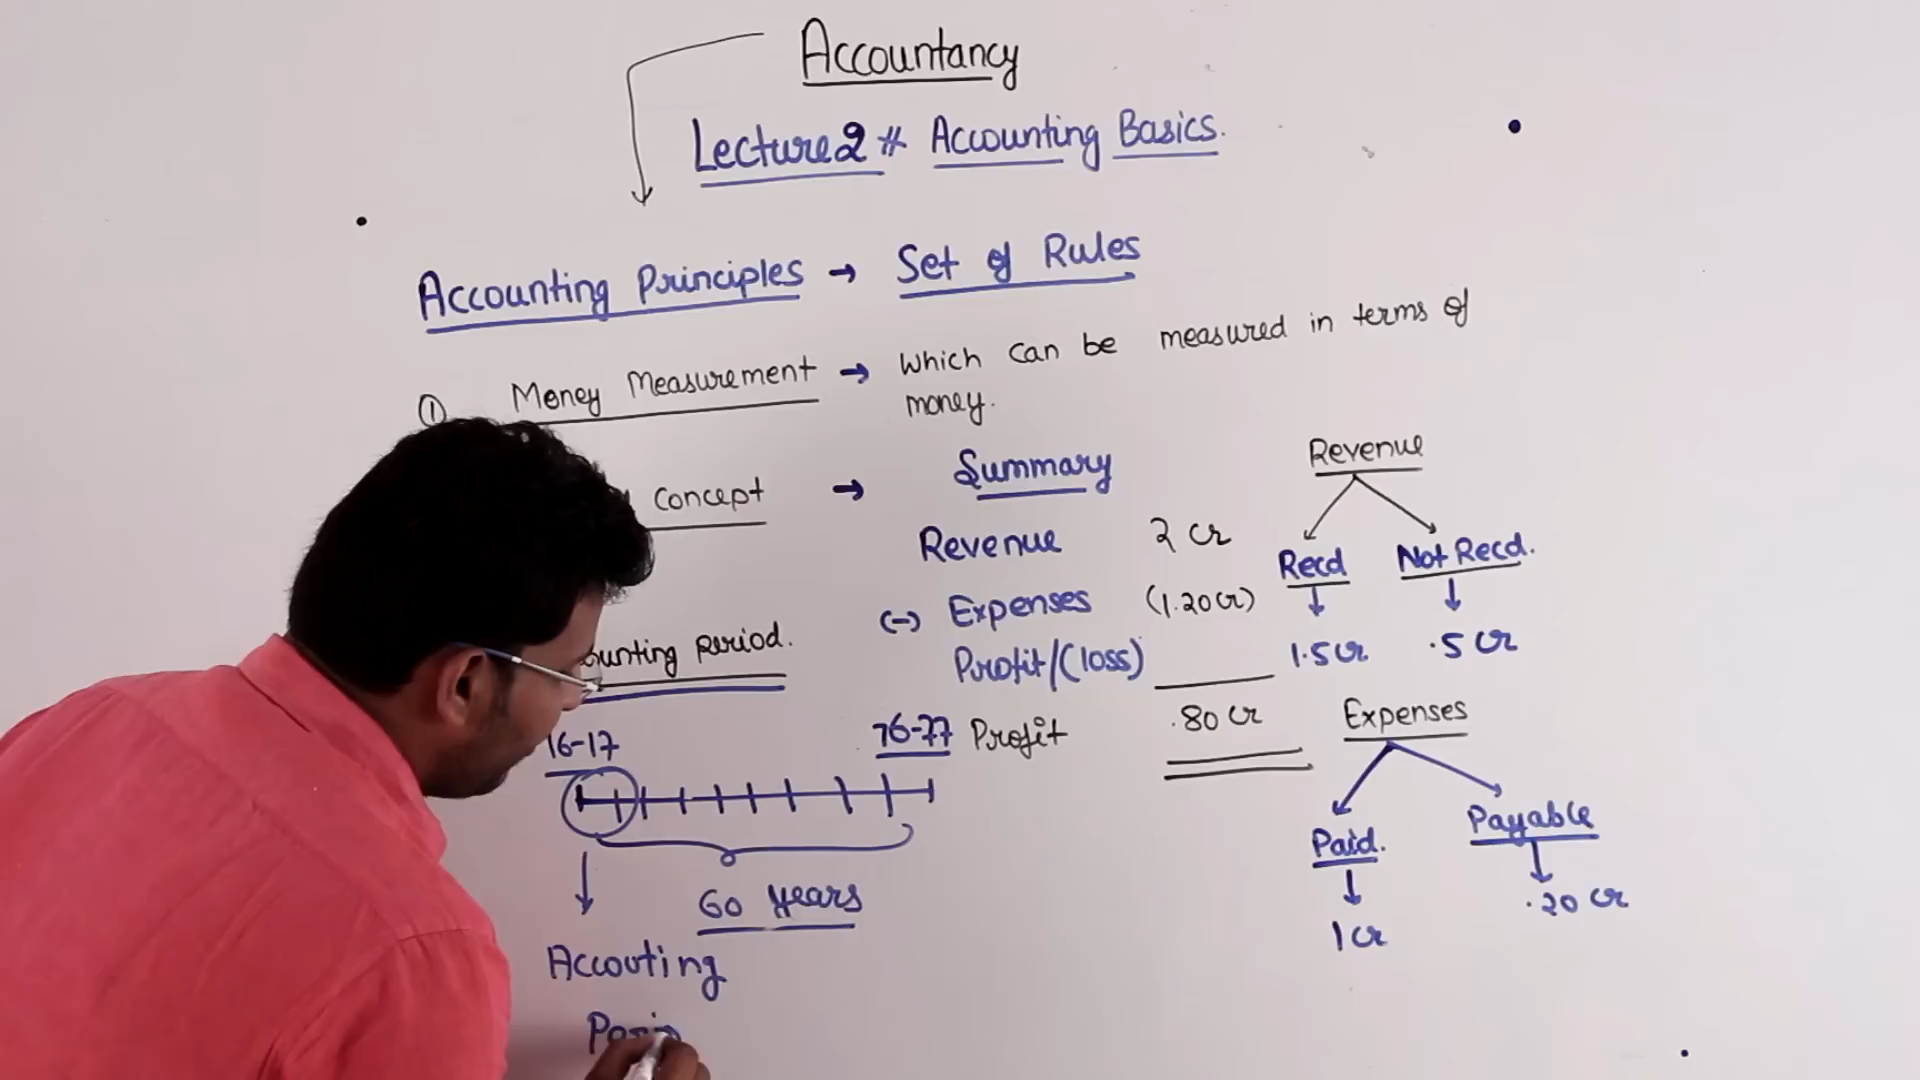 Accountancy
Lecture 2 # Accounting Basics.
Accounting Principles → Set of Rules
① Money Measurement → Which can be measured in terms of
money.
Concept → Summary
Revenue 2 Cr
(-) Expenses (1.20 Cr)
Profit/(loss)
Profit .80 Cr
Revenue
Recd Not Recd.
1.5 Cr .5 Cr
Expenses
Paid. Payable
1 Cr .20 Cr
ounting period.
16-17 76-77
60 Years
Accouting
Peri